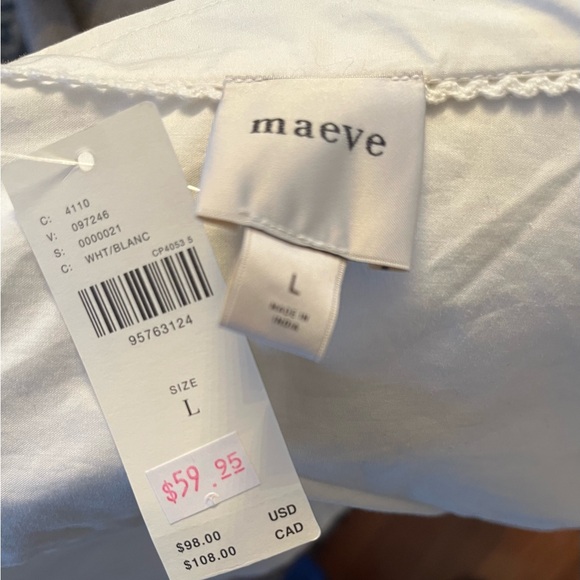 maeve
L
MADE IN
INDIA
C: 4110
V: 097246
S: 0000021
C: WHT/BLANC
CP4053 5
95763124
SIZE
L
$59.95
$98.00 USD
$108.00 CAD